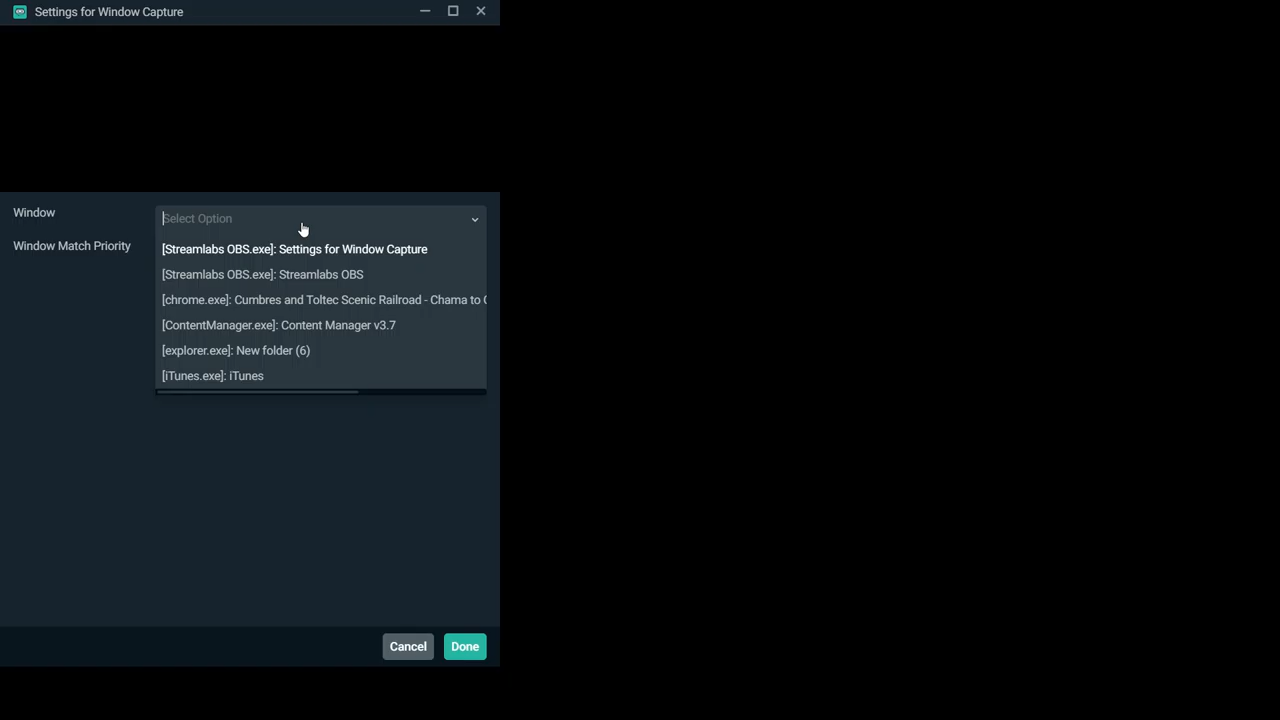 Settings for Window Capture
Window
Select Option
Window Match Priority
[Streamlabs OBS.exe]: Settings for Window Capture
[Streamlabs OBS.exe]: Streamlabs OBS
[chrome.exe]: Cumbres and Toltec Scenic Railroad - Chama to
[ContentManager.exe]: Content Manager v3.7
[explorer.exe]: New folder (6)
[iTunes.exe]: iTunes
Cancel
Done